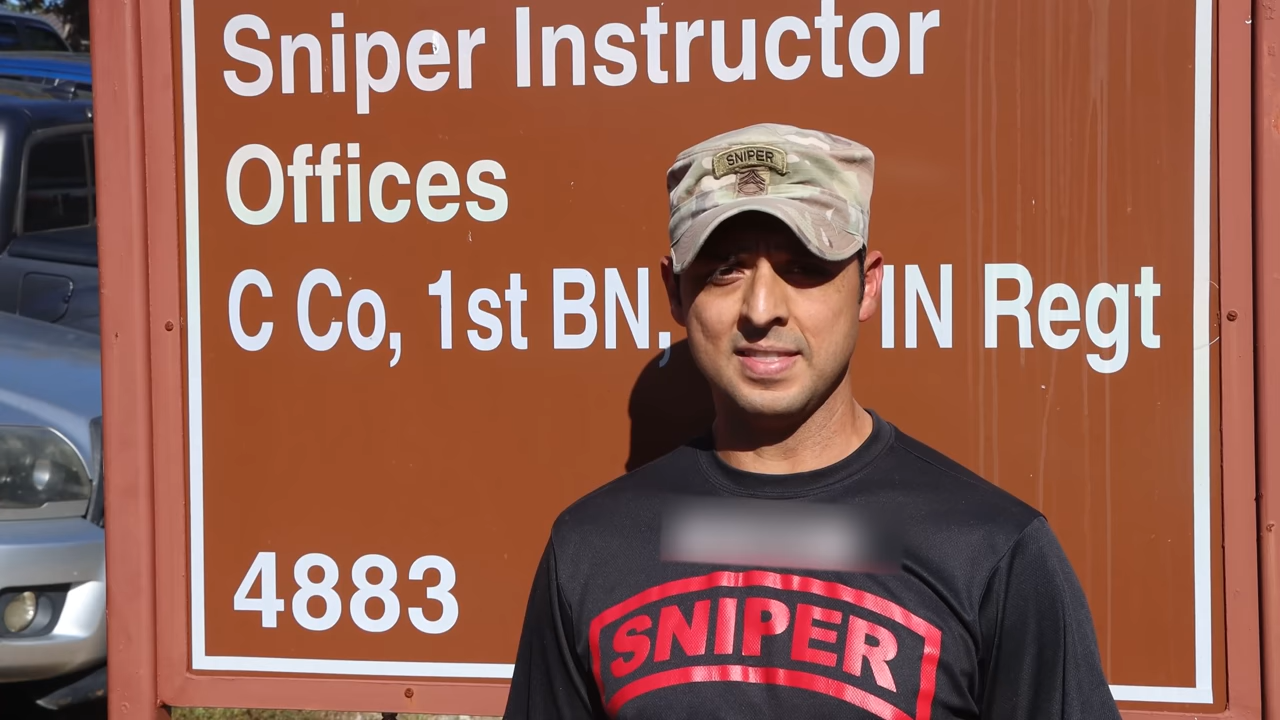 Sniper Instructor
Offices
C Co, 1st BN, IN Regt
4883
SNIPER
SNIPER